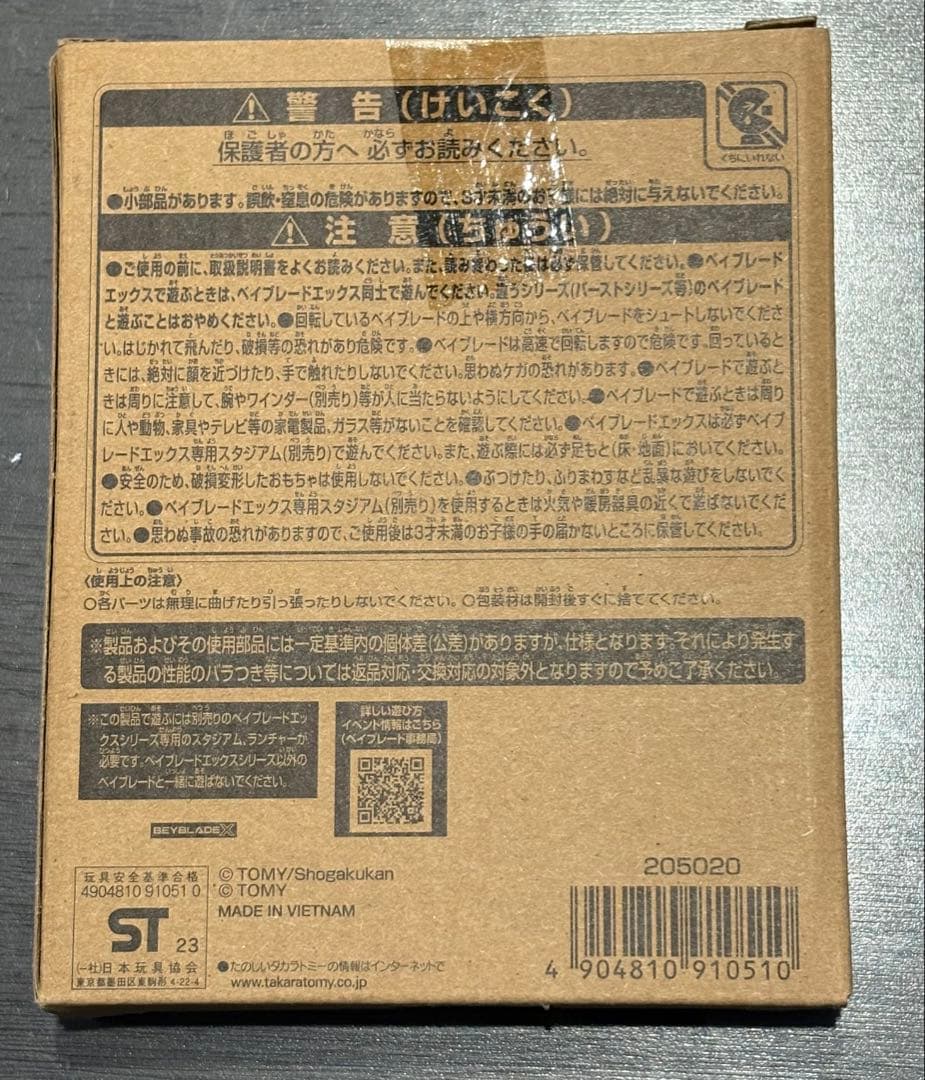 ⚠ 警告(けいこく)
くちにいれない
保護者の方へ 必ずお読みください。
●小部品があります。誤飲・窒息の危険がありますので、3才未満のお子様には絶対に与えないでください。
⚠ 注意(ちゅうい)
●ご使用の前に、取扱説明書をよくお読みください。また、読み終わった後は必ず保管してください。●ベイブレード
エックスで遊ぶときは、ベイブレードエックス同士で遊んでください。違うシリーズ(バーストシリーズ等)のベイブレード
と遊ぶことはおやめください。●回転しているベイブレードの上や横方向から、ベイブレードをシュートしないでくださ
い。はじかれて飛んだり、破損等の恐れがあり危険です。●ベイブレードは高速で回転しますので危険です。回っていると
きには、絶対に顔を近づけたり、手で触れたりしないでください。思わぬケガの恐れがあります。●ベイブレードで遊ぶと
きは周りに注意して、腕やワインダー(別売り)等が人に当たらないようにしてください。●ベイブレードで遊ぶときは周り
に人や動物、家具やテレビ等の家電製品、ガラス等がないことを確認してください。●ベイブレードエックスは必ずベイブ
レードエックス専用スタジアム(別売り)で遊んでください。また、遊ぶ際には必ず足もと(床・地面)においてください。
●安全のため、破損変形したおもちゃは使用しないでください。●ぶつけたり、ふりまわすなど乱暴な遊びをしないでくだ
さい。●ベイブレードエックス専用スタジアム(別売り)を使用するときは火気や暖房器具の近くで遊ばないでくだ
さい。●思わぬ事故の恐れがありますので、ご使用後は3才未満のお子様の手の届かないところに保管してください。
〈使用上の注意〉
○各パーツは無理に曲げたり引っ張ったりしないでください。○包装材は開封後すぐに捨ててください。
※製品およびその使用部品には一定基準内の個体差(公差)がありますが、仕様となります。それにより発生す
る製品の性能のバラつき等については返品対応・交換対応の対象外となりますので予めご了承ください。
※この製品で遊ぶには別売りのベイブレードエッ
クスシリーズ専用のスタジアム、ランチャーが
必要です。ベイブレードエックスシリーズ以外の
ベイブレードと一緒に遊ばないでください。
詳しい遊び方、
イベント情報はこちら
(ベイブレード事務局)
BEYBLADE X
玩具安全基準合格
4904810 91051 0
ST 23
(一社)日本玩具協会
東京都墨田区東駒形 4-22-4
© TOMY/Shogakukan
© TOMY
MADE IN VIETNAM
●たのしいタカラトミーの情報はインターネットで
www.takaratomy.co.jp
205020
4 904810 910510